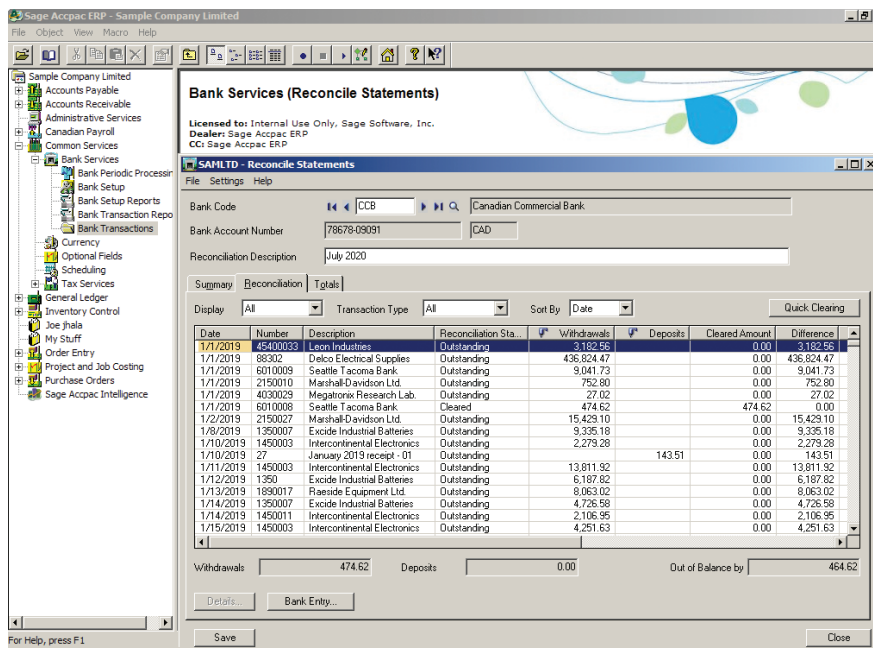 Sage Accpac ERP - Sample Company Limited
File Object View Macro Help
Sample Company Limited
Accounts Payable
Accounts Receivable
Administrative Services
Canadian Payroll
Common Services
Bank Services
Bank Periodic Processin
Bank Setup
Bank Setup Reports
Bank Transaction Repo
Bank Transactions
Currency
Optional Fields
Scheduling
Tax Services
General Ledger
Inventory Control
Joe jhala
My Stuff
Order Entry
Project and Job Costing
Purchase Orders
Sage Accpac Intelligence
Bank Services (Reconcile Statements)
Licensed to: Internal Use Only, Sage Software, Inc.
Dealer: Sage Accpac ERP
CC: Sage Accpac ERP
SAMLTD - Reconcile Statements
File Settings Help
Bank Code CCB Canadian Commercial Bank
Bank Account Number 78678-09091 CAD
Reconciliation Description July 2020
Summary Reconciliation Totals
Display All Transaction Type All Sort By Date Quick Clearing
Date Number Description Reconciliation Sta... Withdrawals Deposits Cleared Amount Difference
1/1/2019 45400033 Leon Industries Outstanding 3,182.56 0.00 3,182.56
1/1/2019 88302 Delco Electrical Supplies Outstanding 436,824.47 0.00 436,824.47
1/1/2019 6010009 Seattle Tacoma Bank Outstanding 9,041.73 0.00 9,041.73
1/1/2019 2150010 Marshall-Davidson Ltd. Outstanding 752.80 0.00 752.80
1/1/2019 4030029 Megatronix Research Lab. Outstanding 27.02 0.00 27.02
1/1/2019 6010008 Seattle Tacoma Bank Cleared 474.62 474.62 0.00
1/2/2019 2150027 Marshall-Davidson Ltd. Outstanding 15,429.10 0.00 15,429.10
1/8/2019 1350007 Excide Industrial Batteries Outstanding 9,335.18 0.00 9,335.18
1/10/2019 1450003 Intercontinental Electronics Outstanding 2,279.28 0.00 2,279.28
1/10/2019 27 January 2019 receipt - 01 Outstanding 143.51 0.00 143.51
1/11/2019 1450003 Intercontinental Electronics Outstanding 13,811.92 0.00 13,811.92
1/12/2019 1350 Excide Industrial Batteries Outstanding 6,187.82 0.00 6,187.82
1/13/2019 1890017 Raeside Equipment Ltd. Outstanding 8,063.02 0.00 8,063.02
1/14/2019 1350007 Excide Industrial Batteries Outstanding 4,726.58 0.00 4,726.58
1/14/2019 1450011 Intercontinental Electronics Outstanding 2,106.95 0.00 2,106.95
1/15/2019 1450003 Intercontinental Electronics Outstanding 4,251.63 0.00 4,251.63
Withdrawals 474.62 Deposits 0.00 Out of Balance by 464.62
Details... Bank Entry...
Save Close
For Help, press F1